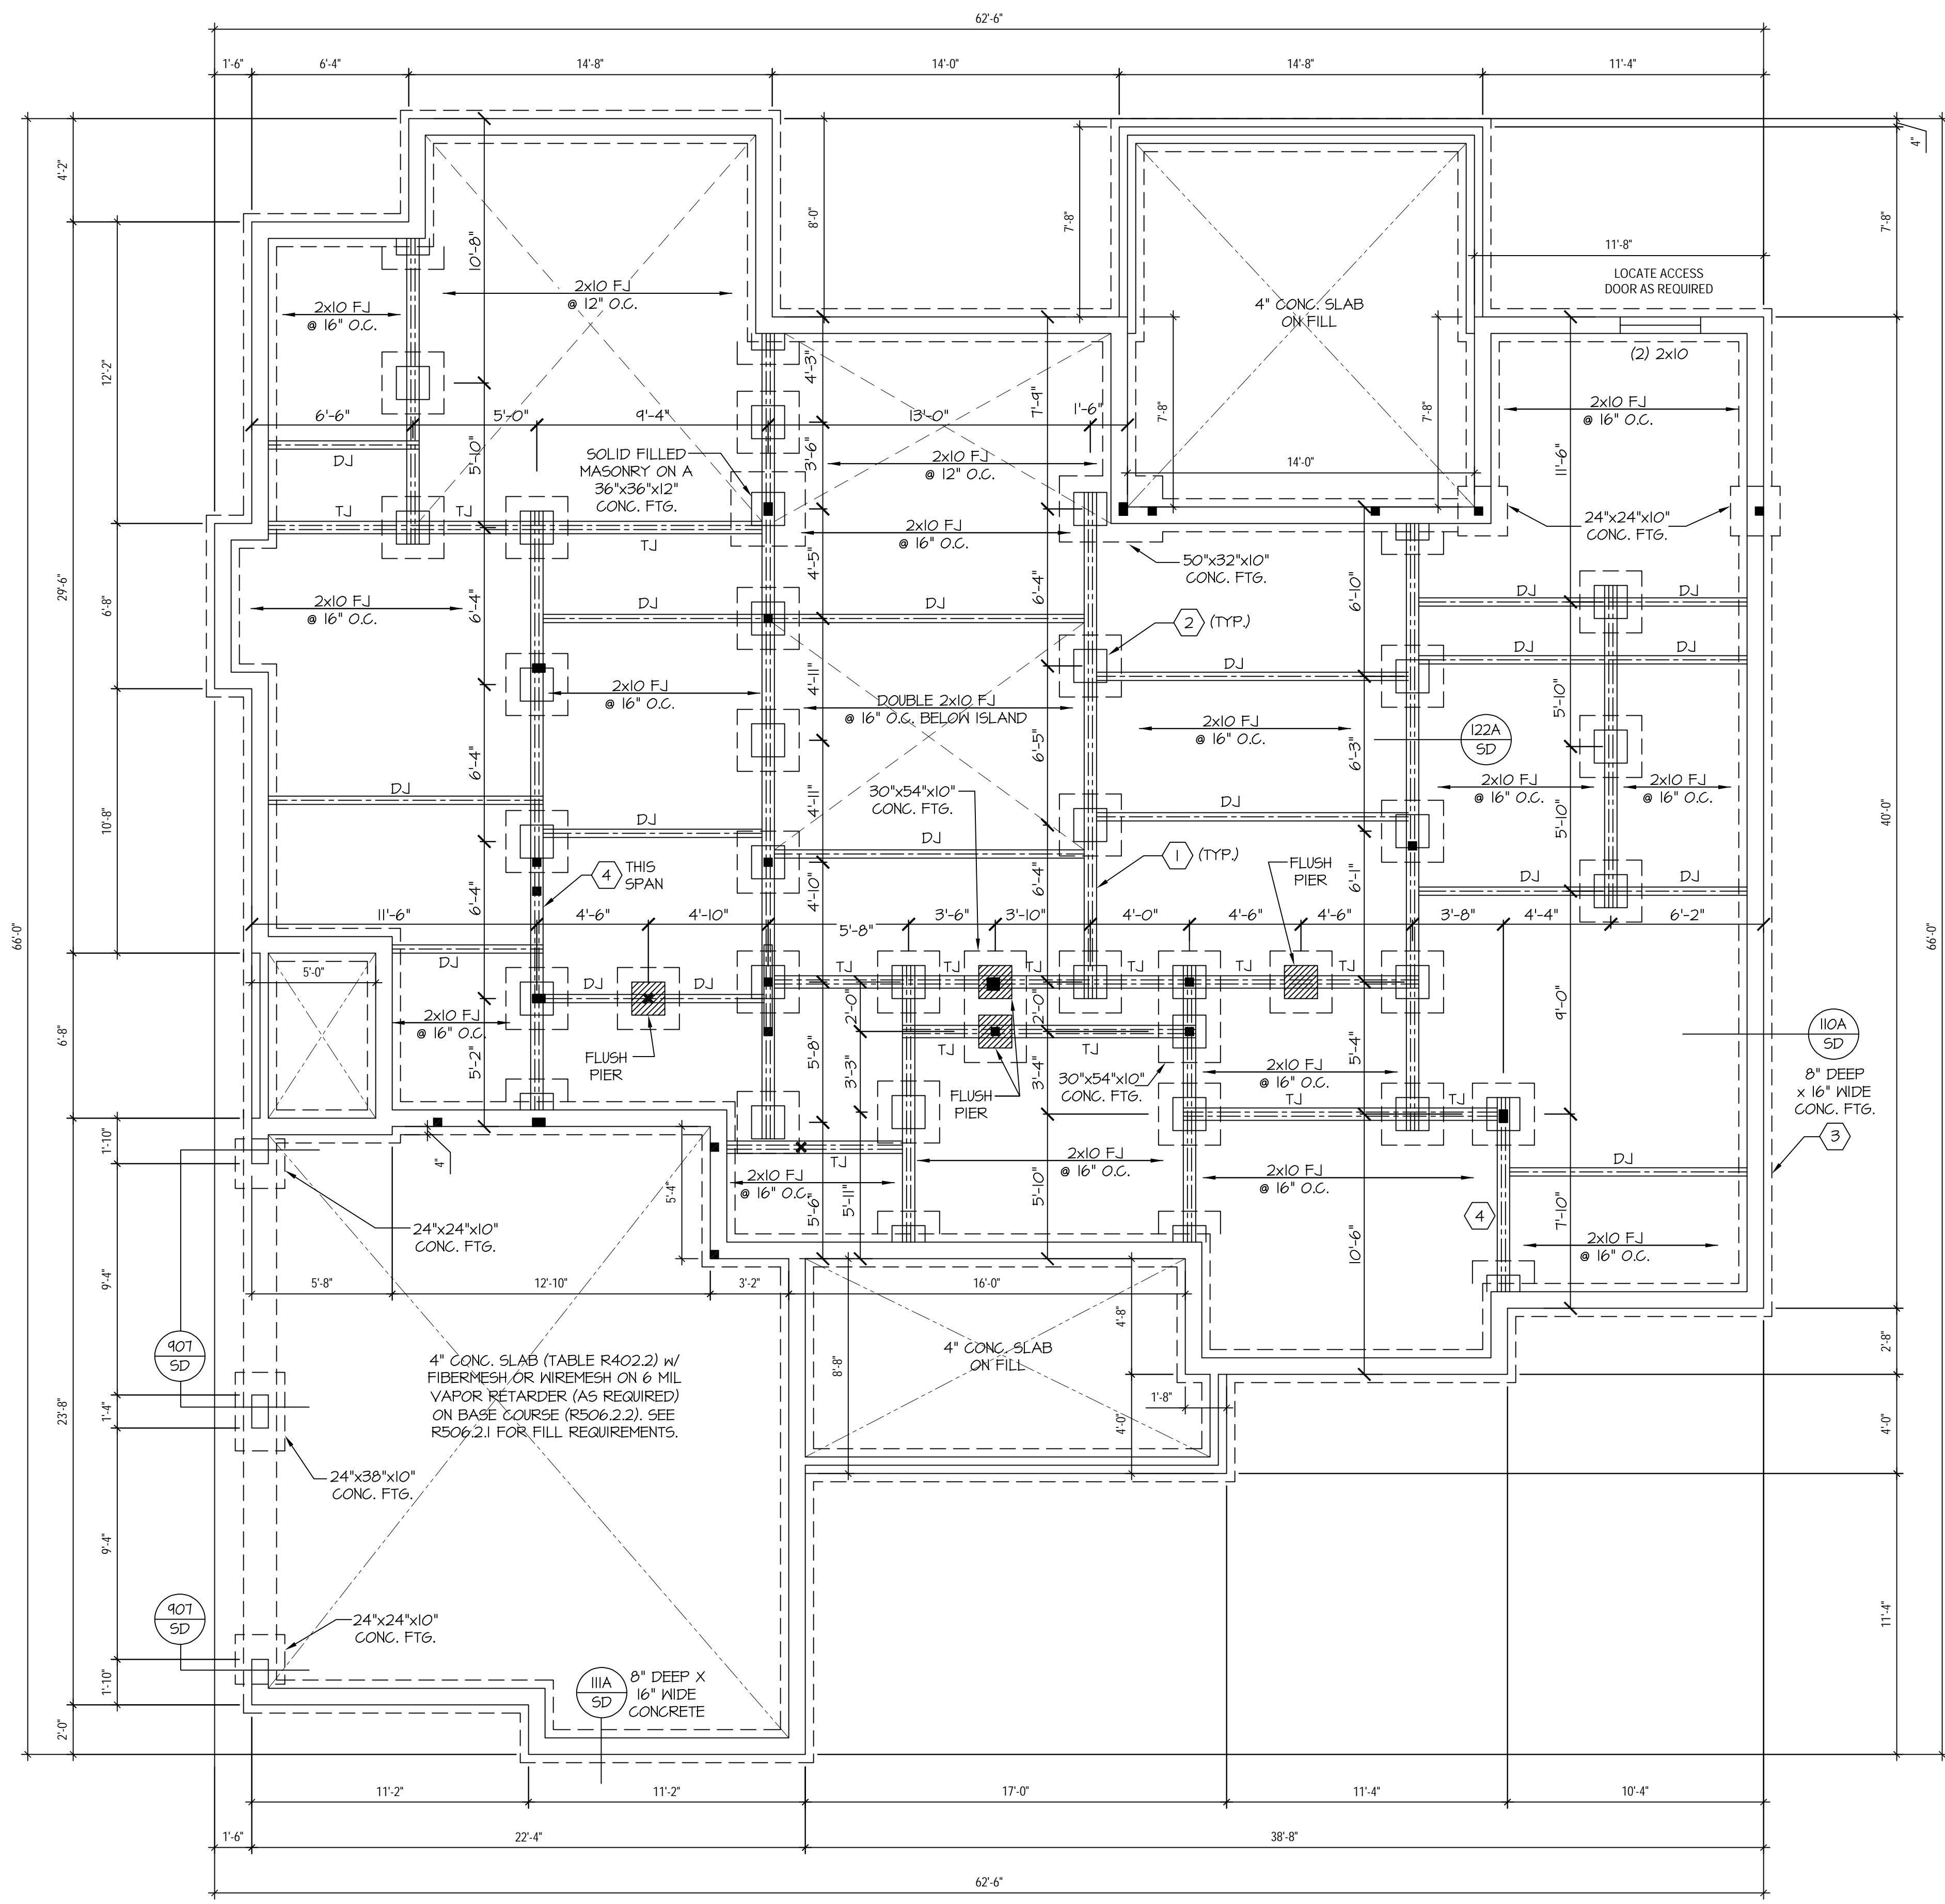 62'-6"
1'-6"
6'-4"
14'-8"
14'-0"
14'-8"
11'-4"
4'-2"
8'-0"
7'-8"
4"
7'-8"
11'-8"
LOCATE ACCESS
DOOR AS REQUIRED
10'-8"
2x10 FJ
@ 16" O.C.
2x10 FJ
@ 12" O.C.
4" CONC. SLAB
ON FILL
(2) 2x10
12'-2"
4'-3"
7'-9"
6'-6"
5'-0"
9'-4"
13'-0"
1'-6"
7'-8"
7'-8"
2x10 FJ
@ 16" O.C.
DJ
5'-10"
SOLID FILLED
MASONRY ON A
36"x36"x12"
CONC. FTG.
3'-6"
2x10 FJ
@ 12" O.C.
14'-0"
11'-6"
TJ
TJ
TJ
2x10 FJ
@ 16" O.C.
24"x24"x10"
CONC. FTG.
50"x32"x10"
CONC. FTG.
4'-5"
6'-4"
6'-10"
29'-6"
6'-8"
2x10 FJ
@ 16" O.C.
6'-4"
DJ
DJ
2
(TYP.)
DJ
DJ
DJ
DJ
DJ
2x10 FJ
@ 16" O.C.
4'-11"
DOUBLE 2x10 FJ
@ 16" O.C. BELOW ISLAND
2x10 FJ
@ 16" O.C.
122A
SD
5'-10"
6'-4"
6'-5"
6'-3"
10'-8"
DJ
DJ
4'-11"
30"x54"x10"
CONC. FTG.
DJ
DJ
2x10 FJ
@ 16" O.C.
2x10 FJ
@ 16" O.C.
5'-10"
40'-0"
4
THIS
SPAN
1
(TYP.)
FLUSH
PIER
6'-4"
4'-10"
6'-4"
6'-1"
DJ
DJ
66'-0"
66'-0"
11'-6"
4'-6"
4'-10"
5'-8"
3'-6"
3'-10"
4'-0"
4'-6"
4'-6"
3'-8"
4'-4"
6'-2"
DJ
5'-0"
DJ
DJ
TJ
TJ
TJ
TJ
TJ
TJ
2x10 FJ
@ 16" O.C.
2'-0"
2'-0"
9'-0"
6'-8"
5'-2"
FLUSH
PIER
5'-8"
3'-3"
TJ
TJ
3'-4"
5'-4"
FLUSH
PIER
30"x54"x10"
CONC. FTG.
2x10 FJ
@ 16" O.C.
110A
SD
8" DEEP
x 16" WIDE
CONC. FTG.
3
TJ
TJ
1'-10"
4"
TJ
2x10 FJ
@ 16" O.C.
2x10 FJ
@ 16" O.C.
2x10 FJ
@ 16" O.C.
DJ
5'-4"
5'-6"
5'-11"
5'-10"
10'-6"
4
7'-10"
24"x24"x10"
CONC. FTG.
2x10 FJ
@ 16" O.C.
9'-4"
5'-8"
12'-10"
3'-2"
16'-0"
4'-8"
907
SD
4" CONC. SLAB (TABLE R402.2) W/
FIBERMESH OR WIREMESH ON 6 MIL
VAPOR RETARDER (AS REQUIRED)
ON BASE COURSE (R506.2.2). SEE
R506.2.1 FOR FILL REQUIREMENTS.
8'-8"
4" CONC. SLAB
ON FILL
2'-8"
23'-8"
1'-4"
1'-8"
4'-0"
4'-0"
24"x38"x10"
CONC. FTG.
9'-4"
11'-4"
907
SD
24"x24"x10"
CONC. FTG.
1'-10"
111A
SD
8" DEEP X
16" WIDE
CONCRETE
2'-0"
11'-2"
11'-2"
17'-0"
11'-4"
10'-4"
1'-6"
22'-4"
38'-8"
62'-6"